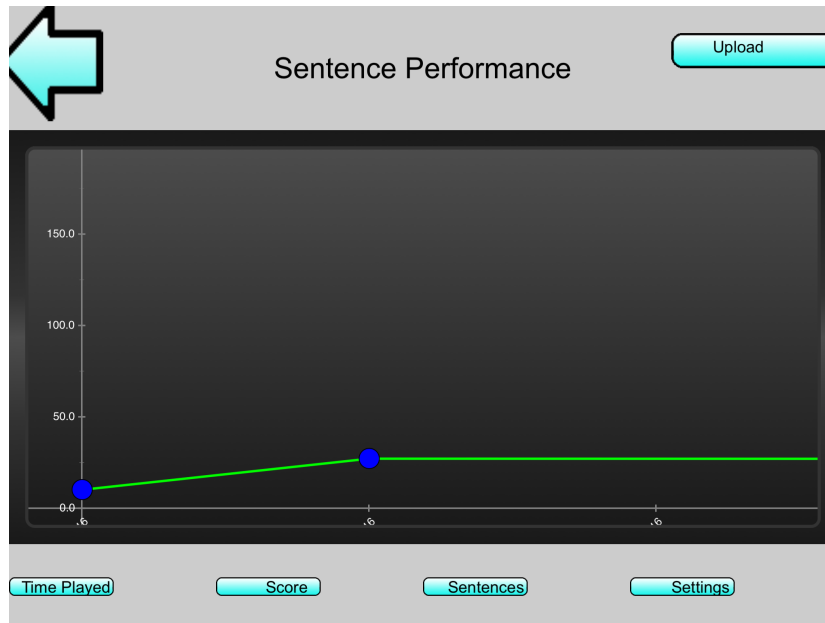 Upload
Sentence Performance
150.0
100.0
50.0
0.0
Time Played
Score
Sentences
Settings